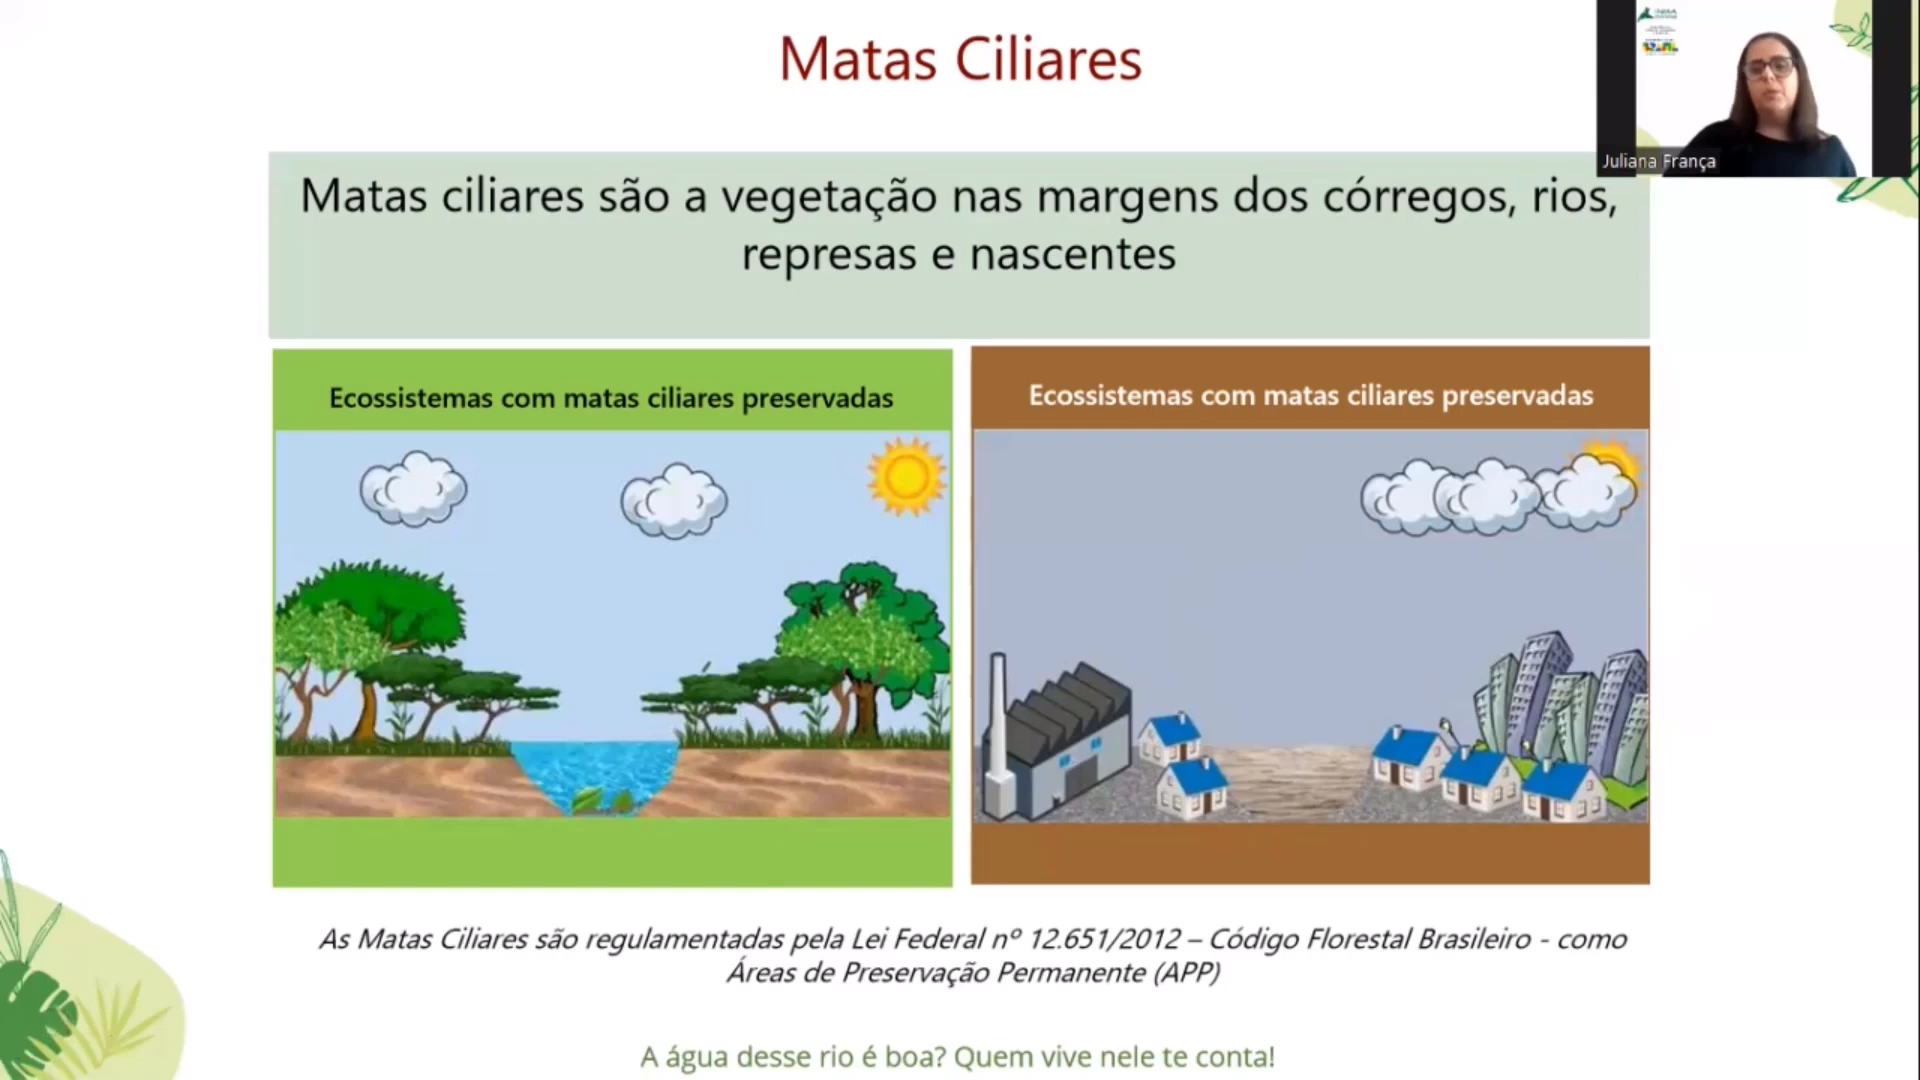 Matas Ciliares
Juliana França
Matas ciliares são a vegetação nas margens dos córregos, rios,
represas e nascentes
Ecossistemas com matas ciliares preservadas
Ecossistemas com matas ciliares preservadas
As Matas Ciliares são regulamentadas pela Lei Federal nº 12.651/2012 – Código Florestal Brasileiro - como
Áreas de Preservação Permanente (APP)
A água desse rio é boa? Quem vive nele te conta!